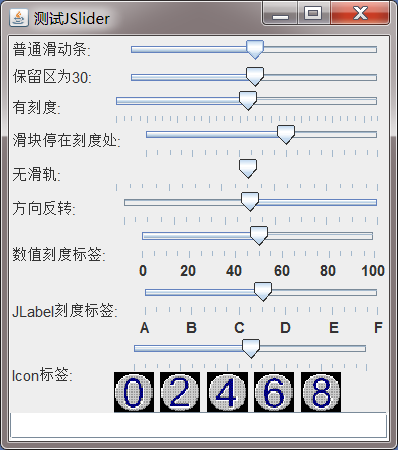 测试JSlider
普通滑动条:
保留区为30:
有刻度:
滑块停在刻度处:
无滑轨:
方向反转:
数值刻度标签:
0 20 40 60 80 100
JLabel刻度标签:
A B C D E F
Icon标签:
0 2 4 6 8